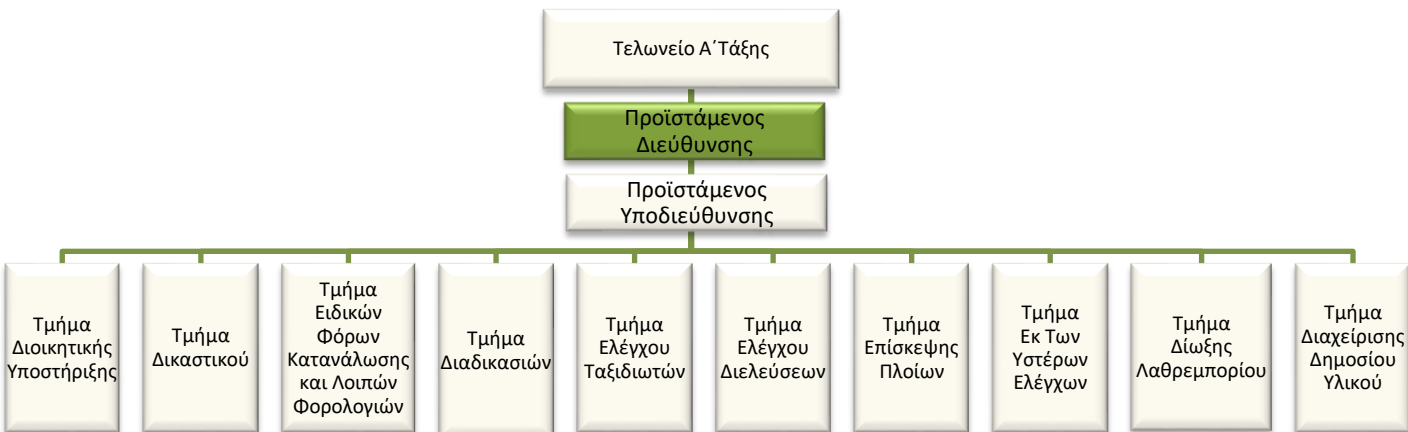 Τελωνείο Α΄Τάξης
Προϊστάμενος
Διεύθυνσης
Προϊστάμενος
Υποδιεύθυνσης
Τμήμα
Διοικητικής
Υποστήριξης
Τμήμα
Δικαστικού
Τμήμα
Ειδικών
Φόρων
Κατανάλωσης
και Λοιπών
Φορολογιών
Τμήμα
Διαδικασιών
Τμήμα
Ελέγχου
Ταξιδιωτών
Τμήμα
Ελέγχου
Διελεύσεων
Τμήμα
Επίσκεψης
Πλοίων
Τμήμα
Εκ Των
Υστέρων
Ελέγχων
Τμήμα
Δίωξης
Λαθρεμπορίου
Τμήμα
Διαχείρισης
Δημοσίου
Υλικού